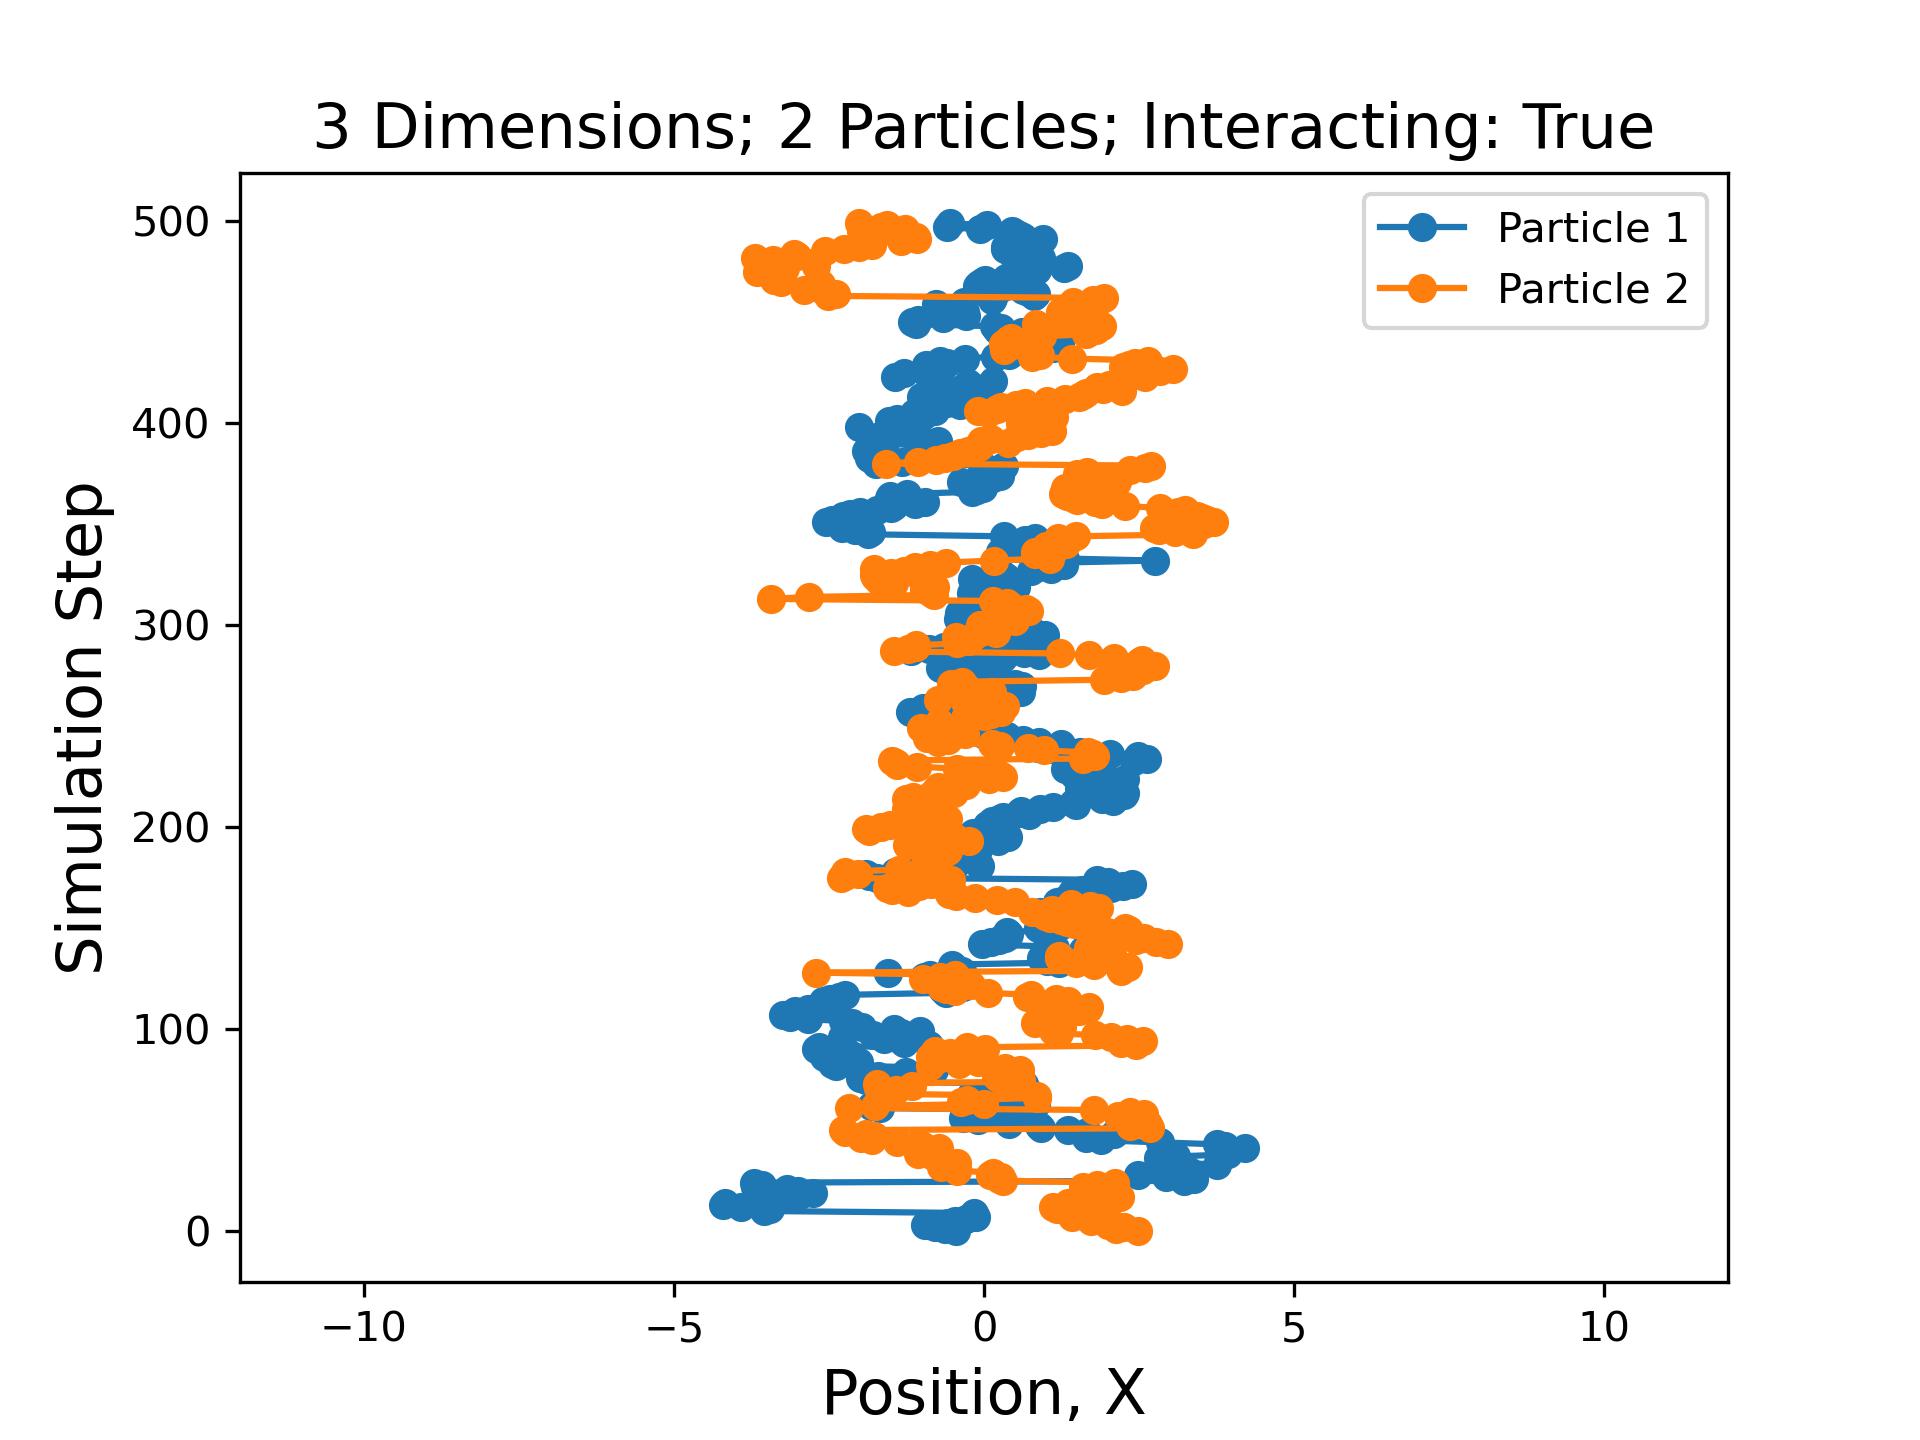 3 Dimensions; 2 Particles; Interacting: True
Particle 1
Particle 2
Simulation Step
500
400
300
200
100
0
−10
−5
0
5
10
Position, X